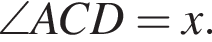 ∠ACD = x.